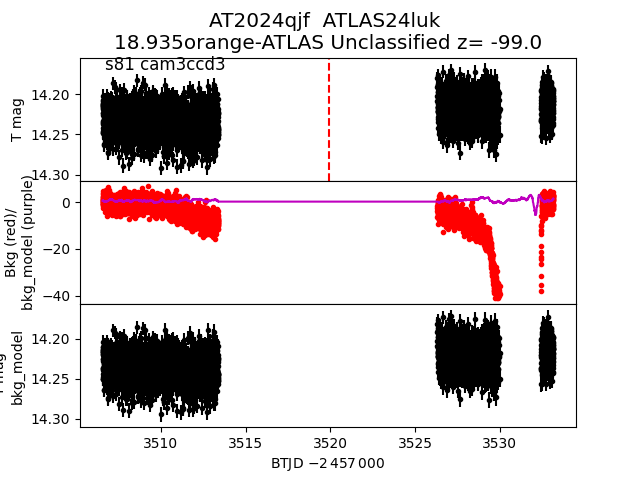 AT2024qjf  ATLAS24luk
18.935orange-ATLAS Unclassified z= -99.0
s81 cam3ccd3
T mag
14.20
14.25
14.30
Bkg (red)/
bkg_model (purple)
0
−20
−40
mag
bkg_model
14.20
14.25
14.30
3510
3515
3520
3525
3530
BTJD −2 457 000